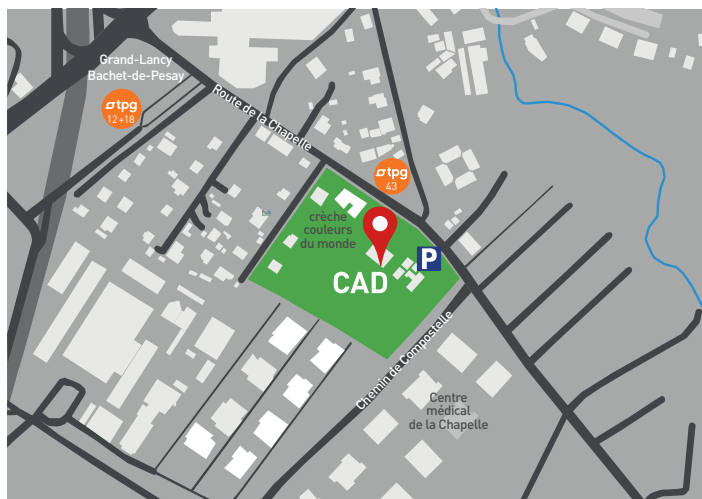 Grand-Lancy
Bachet-de-Pesay
tpg
12+18
Route de la Chapelle
tpg
43
crèche
couleurs
du monde
P
CAD
Chemin de Compostelle
Centre
médical
de la Chapelle